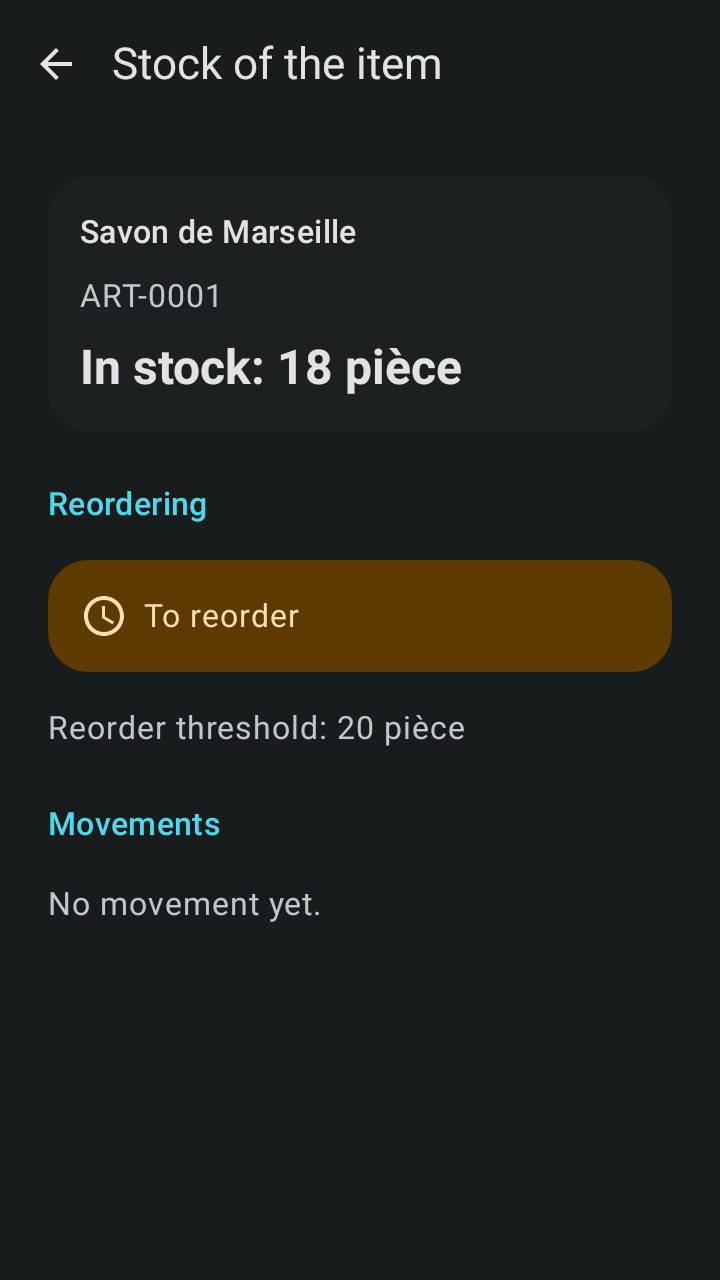 Stock of the item
Savon de Marseille
ART-0001
In stock: 18 pièce
Reordering
To reorder
Reorder threshold: 20 pièce
Movements
No movement yet.